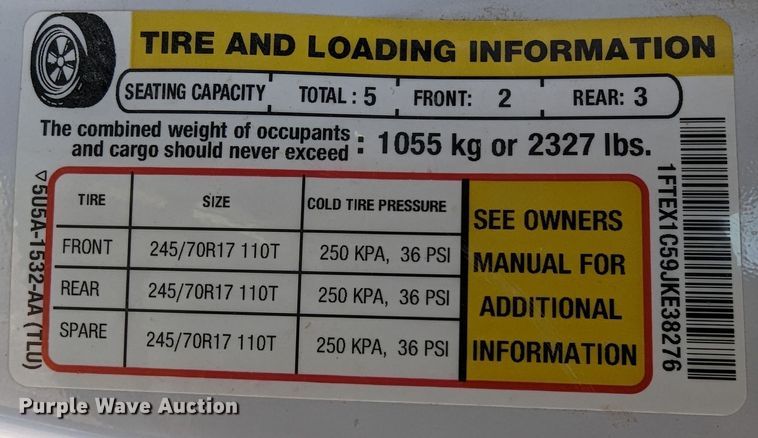 TIRE AND LOADING INFORMATION
SEATING CAPACITY TOTAL : 5 FRONT: 2 REAR: 3
The combined weight of occupants
and cargo should never exceed : 1055 kg or 2327 lbs.
TIRE SIZE COLD TIRE PRESSURE
FRONT 245/70R17 110T 250 KPA, 36 PSI
REAR 245/70R17 110T 250 KPA, 36 PSI
SPARE 245/70R17 110T 250 KPA, 36 PSI
SEE OWNERS
MANUAL FOR
ADDITIONAL
INFORMATION
▽5U5A-1532-AA (TLU)
1FTEX1C59JKE38276
Purple Wave Auction